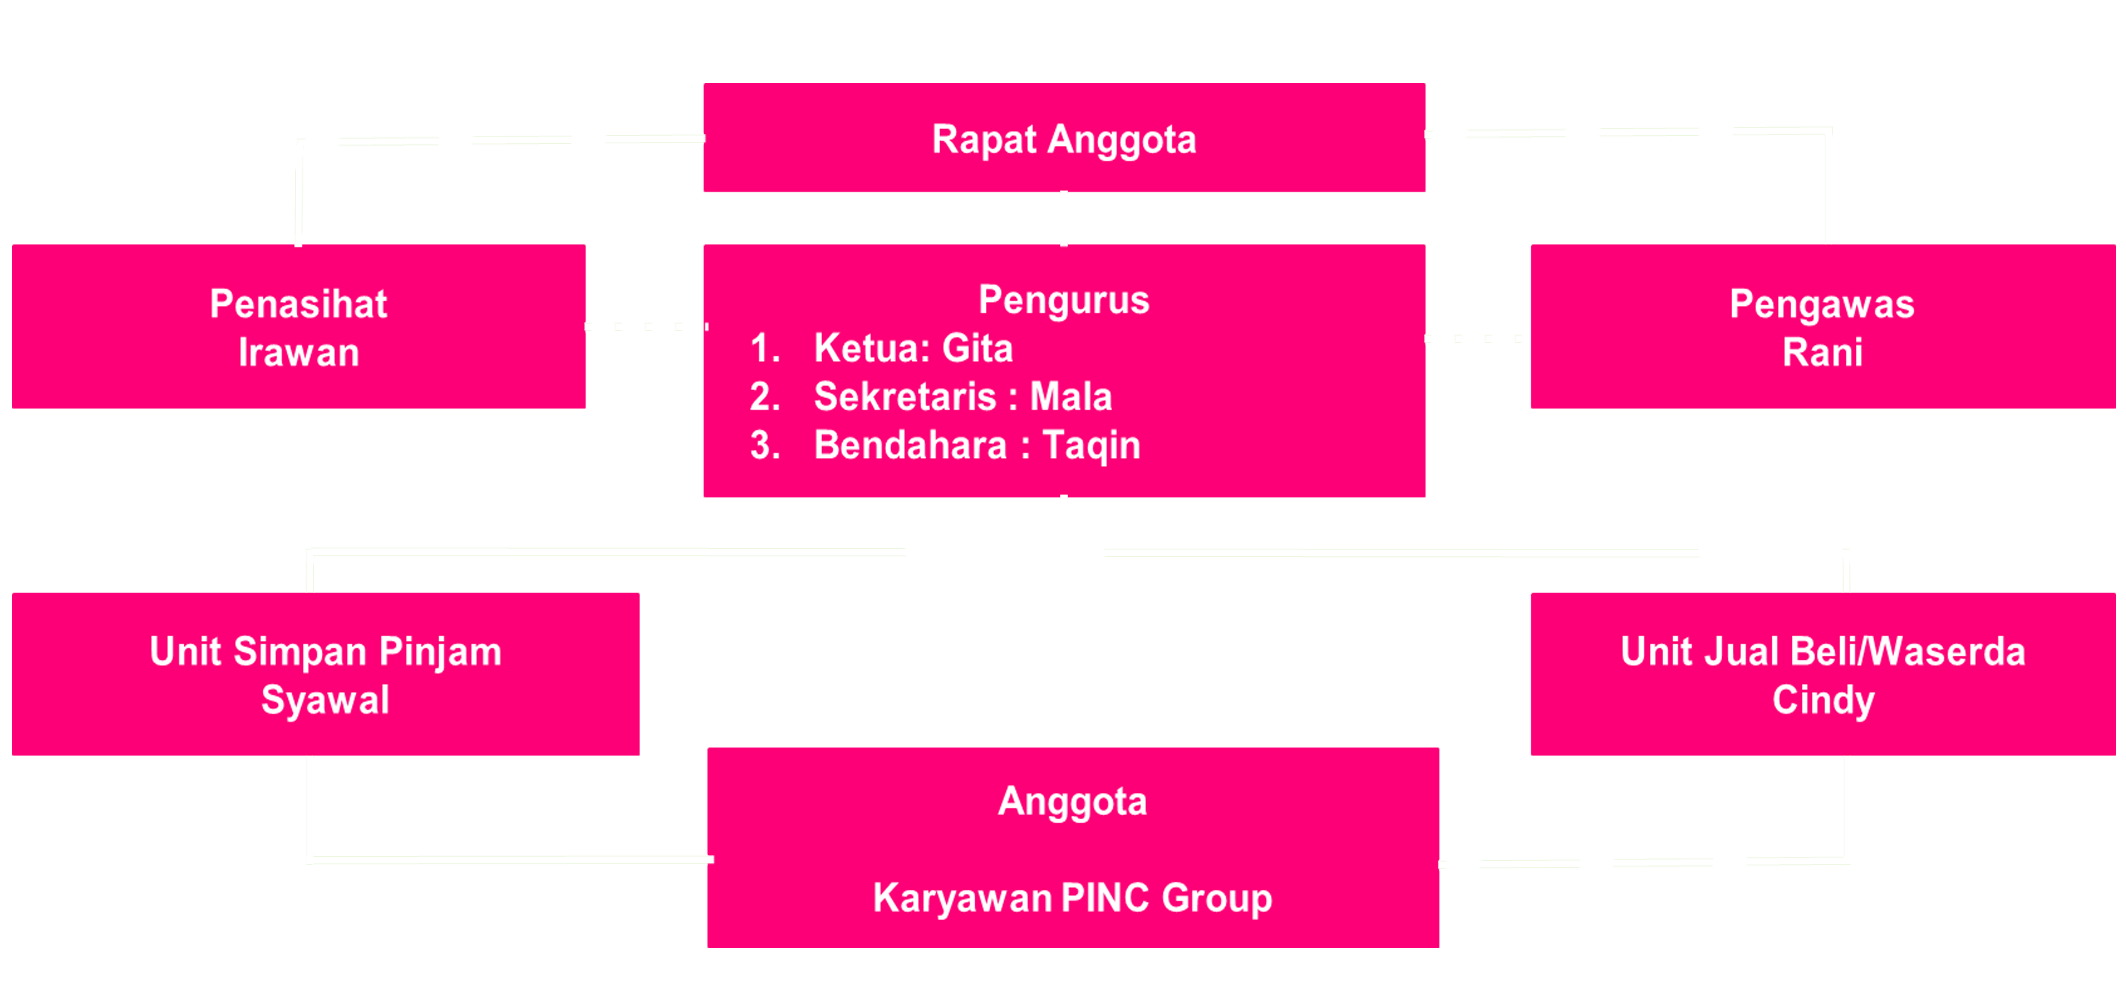 Rapat Anggota
Penasihat
Irawan
Pengurus
1. Ketua: Gita
2. Sekretaris : Mala
3. Bendahara : Taqin
Pengawas
Rani
Unit Simpan Pinjam
Syawal
Unit Jual Beli/Waserda
Cindy
Anggota
Karyawan PINC Group